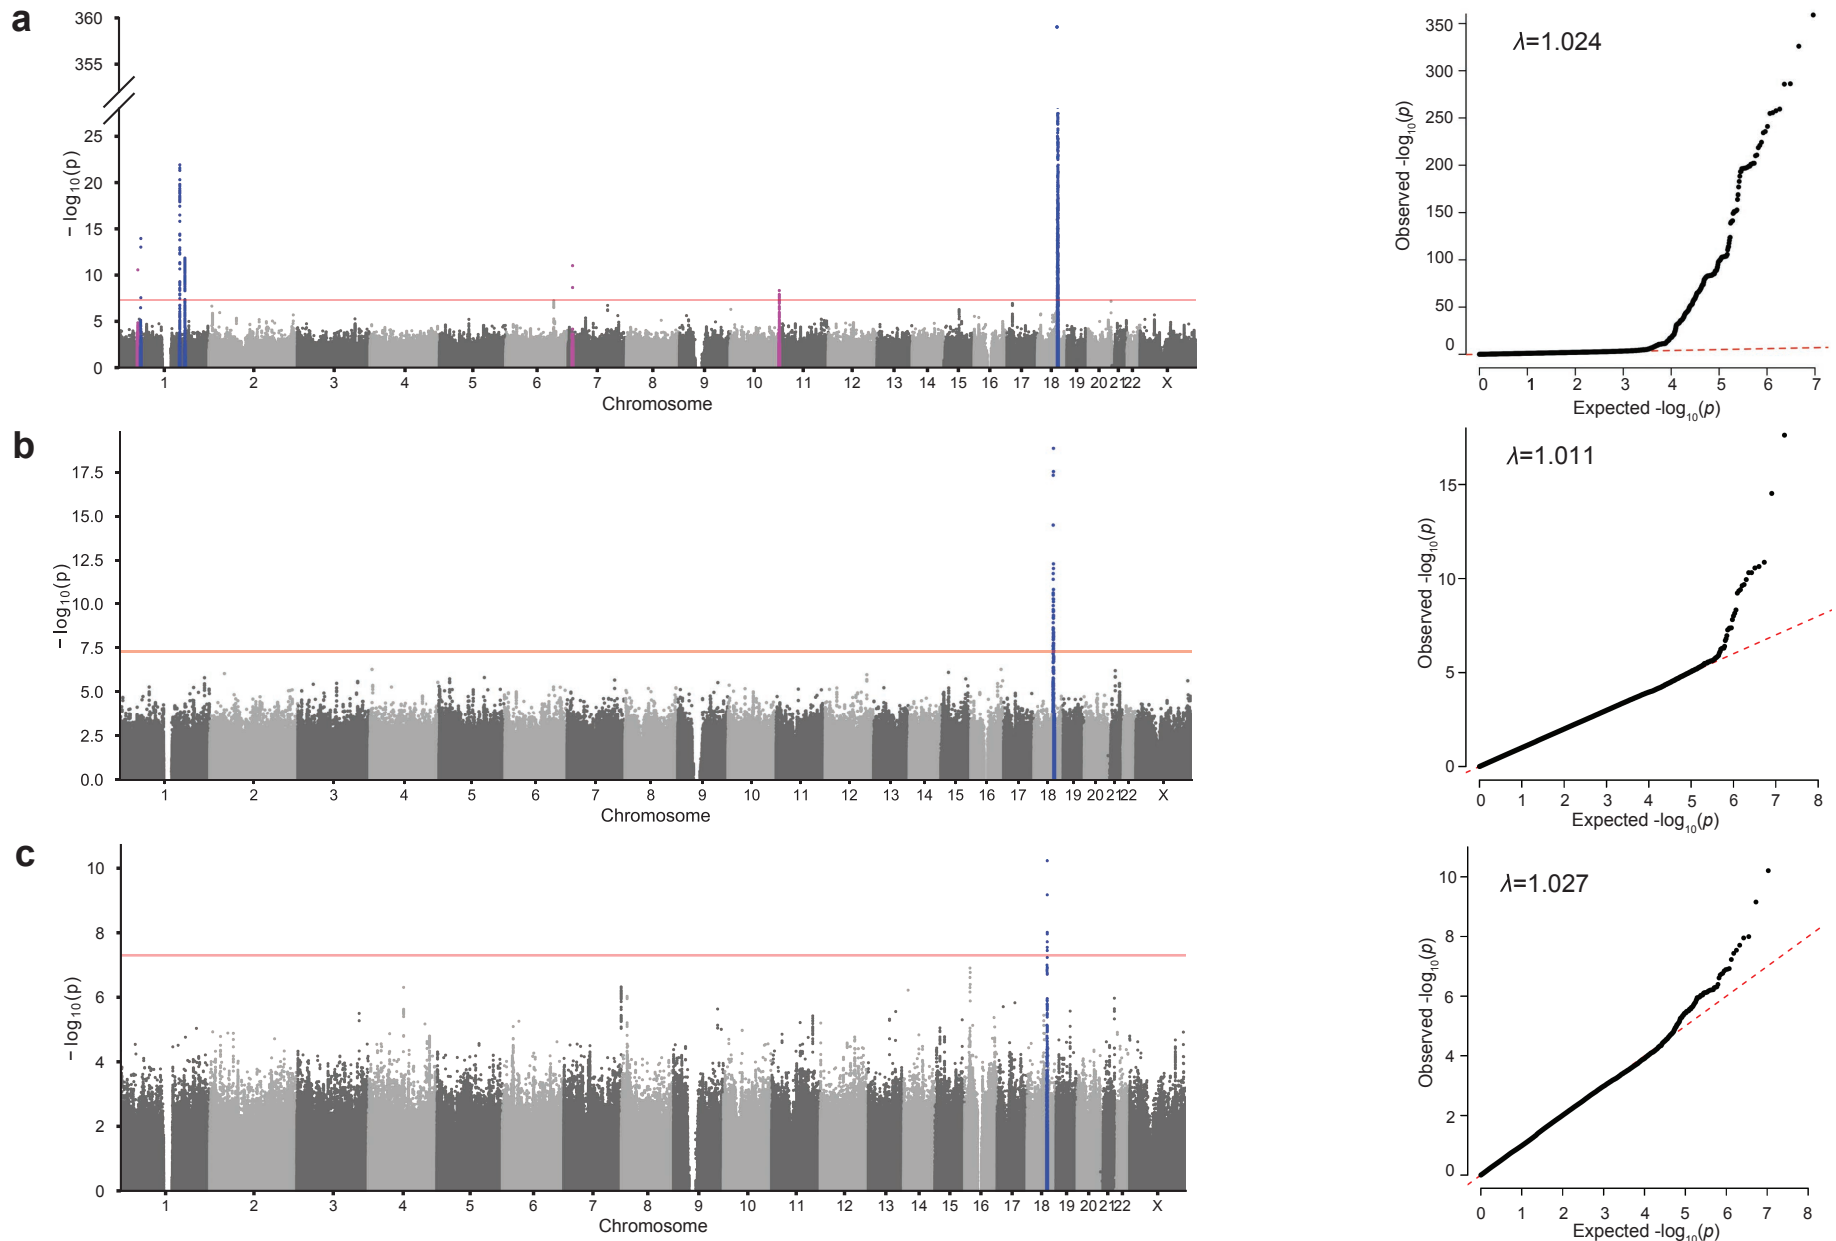 a
360
355
25
20
15
10
5
0
− log10(p)
1 2 3 4 5 6 7 8 9 10 11 12 13 14 15 16 17 18 19 20 21 22 X
Chromosome
λ=1.024
350
300
250
200
150
100
50
0
Observed -log10(p)
0 1 2 3 4 5 6 7
Expected -log10(p)
b
17.5
15.0
12.5
10.0
7.5
5.0
2.5
0.0
− log10(p)
1 2 3 4 5 6 7 8 9 10 11 12 13 14 15 16 17 18 19 20 21 22 X
Chromosome
λ=1.011
15
10
5
0
Observed -log10(p)
0 1 2 3 4 5 6 7 8
Expected -log10(p)
c
10
8
6
4
2
0
− log10(p)
1 2 3 4 5 6 7 8 9 10 11 12 13 14 15 16 17 18 19 20 21 22 X
Chromosome
λ=1.027
10
8
6
4
2
0
Observed -log10(p)
0 1 2 3 4 5 6 7 8
Expected -log10(p)